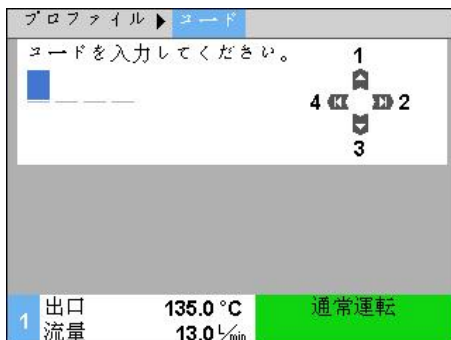 プロファイル ▶ コード
コードを入力してください。
1
4 2
3
1 出口 135.0 °C 通常運転
流量 13.0 L/min